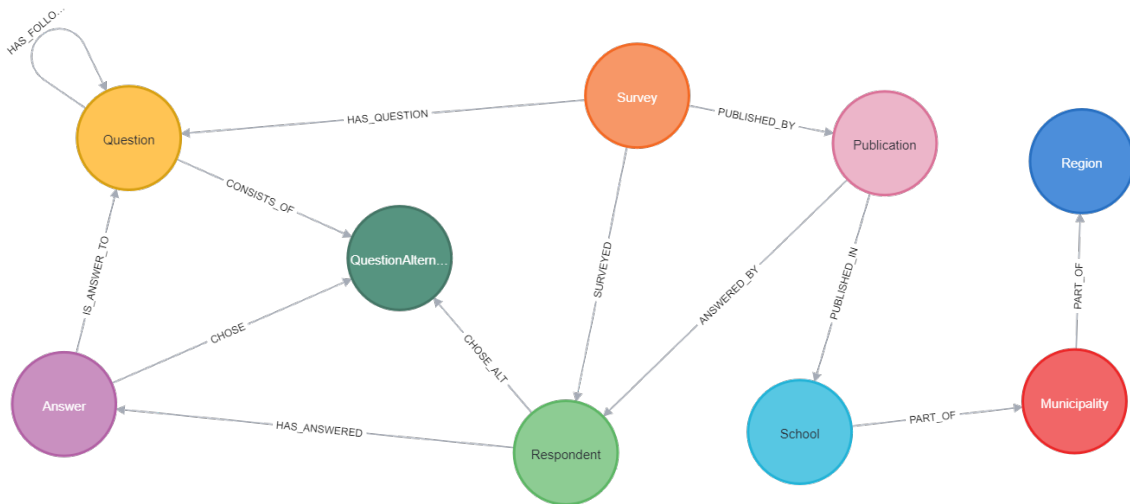 HAS_FOLLO...
Question
HAS_QUESTION
Survey
PUBLISHED_BY
Publication
Region
CONSISTS_OF
QuestionAltern...
IS_ANSWER_TO
CHOSE
CHOSE_ALT
SURVEYED
ANSWERED_BY
PUBLISHED_IN
PART_OF
Answer
HAS_ANSWERED
Respondent
School
PART_OF
Municipality